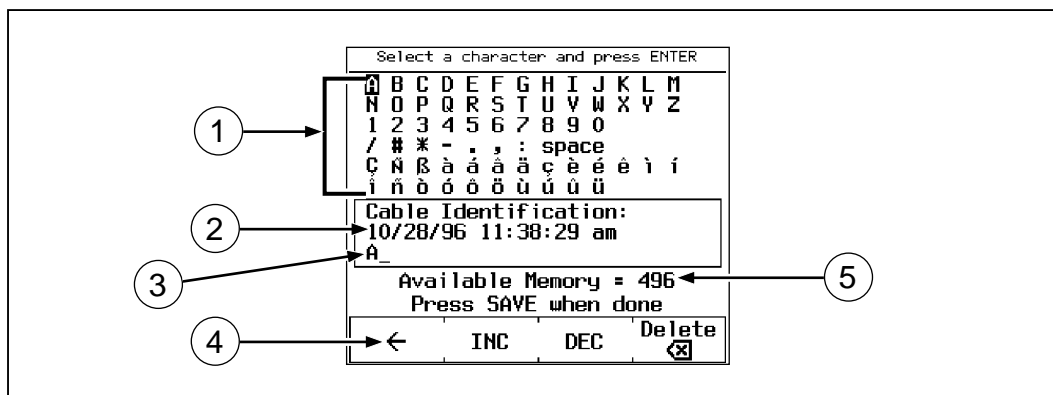 Select a character and press ENTER
A B C D E F G H I J K L M
N O P Q R S T U V W X Y Z
1 2 3 4 5 6 7 8 9 0
/ # * - . , : space
Ç Ñ ß à á â ä ç è é ê ì í
î ñ ò ó ô ö ù ú û ü
1
Cable Identification:
2
10/28/96 11:38:29 am
3
A_
Available Memory = 496
5
Press SAVE when done
4
← INC DEC Delete